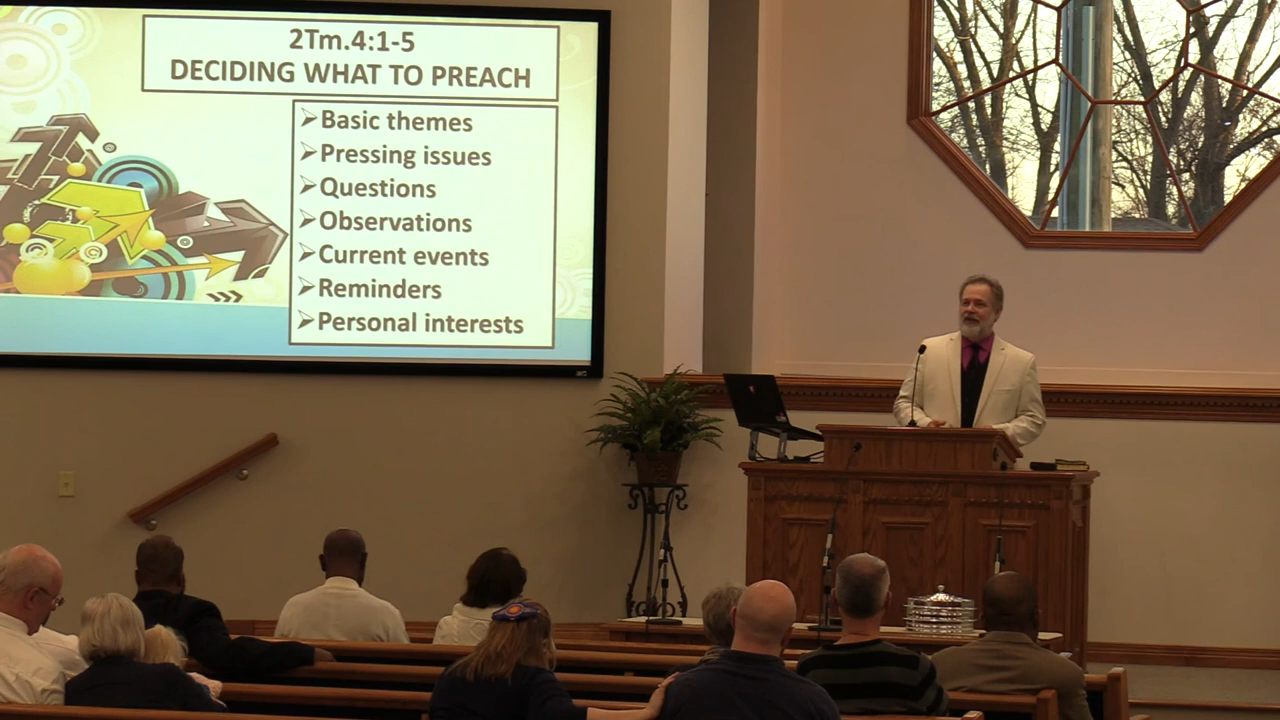 2Tm.4:1-5
DECIDING WHAT TO PREACH
➢Basic themes
➢Pressing issues
➢Questions
➢Observations
➢Current events
➢Reminders
➢Personal interests